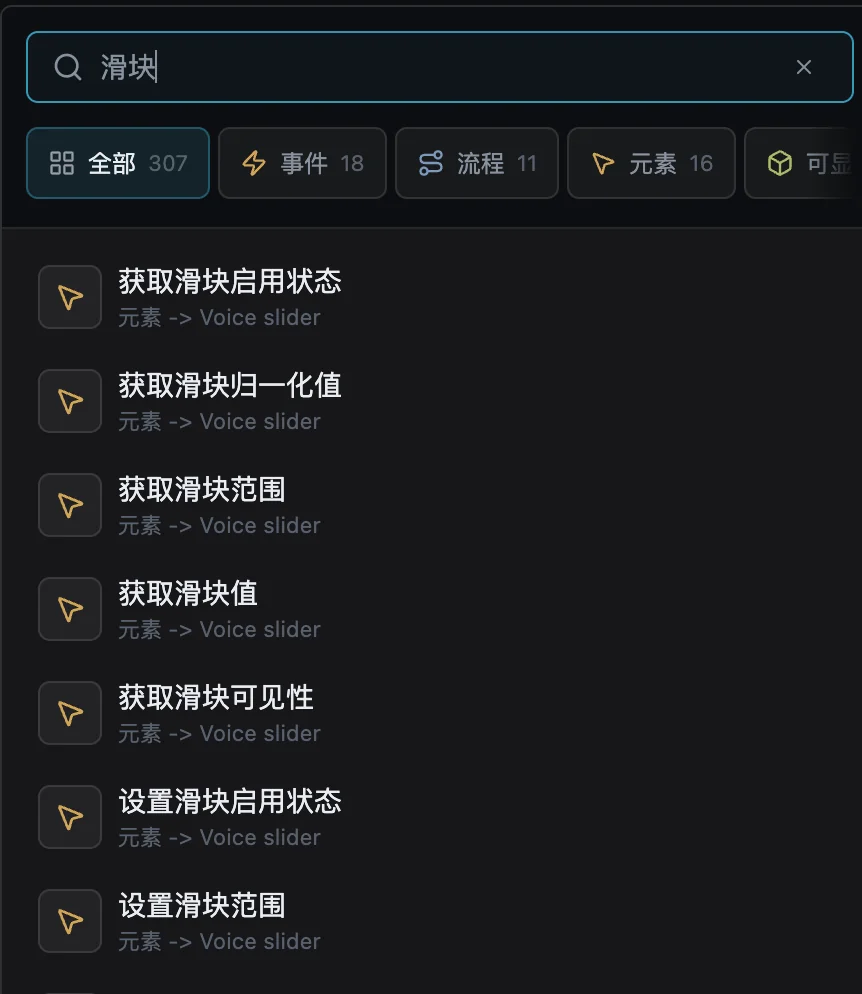 滑块
全部 307 事件 18 流程 11 元素 16 可显
获取滑块启用状态
元素 -> Voice slider
获取滑块归一化值
元素 -> Voice slider
获取滑块范围
元素 -> Voice slider
获取滑块值
元素 -> Voice slider
获取滑块可见性
元素 -> Voice slider
设置滑块启用状态
元素 -> Voice slider
设置滑块范围
元素 -> Voice slider